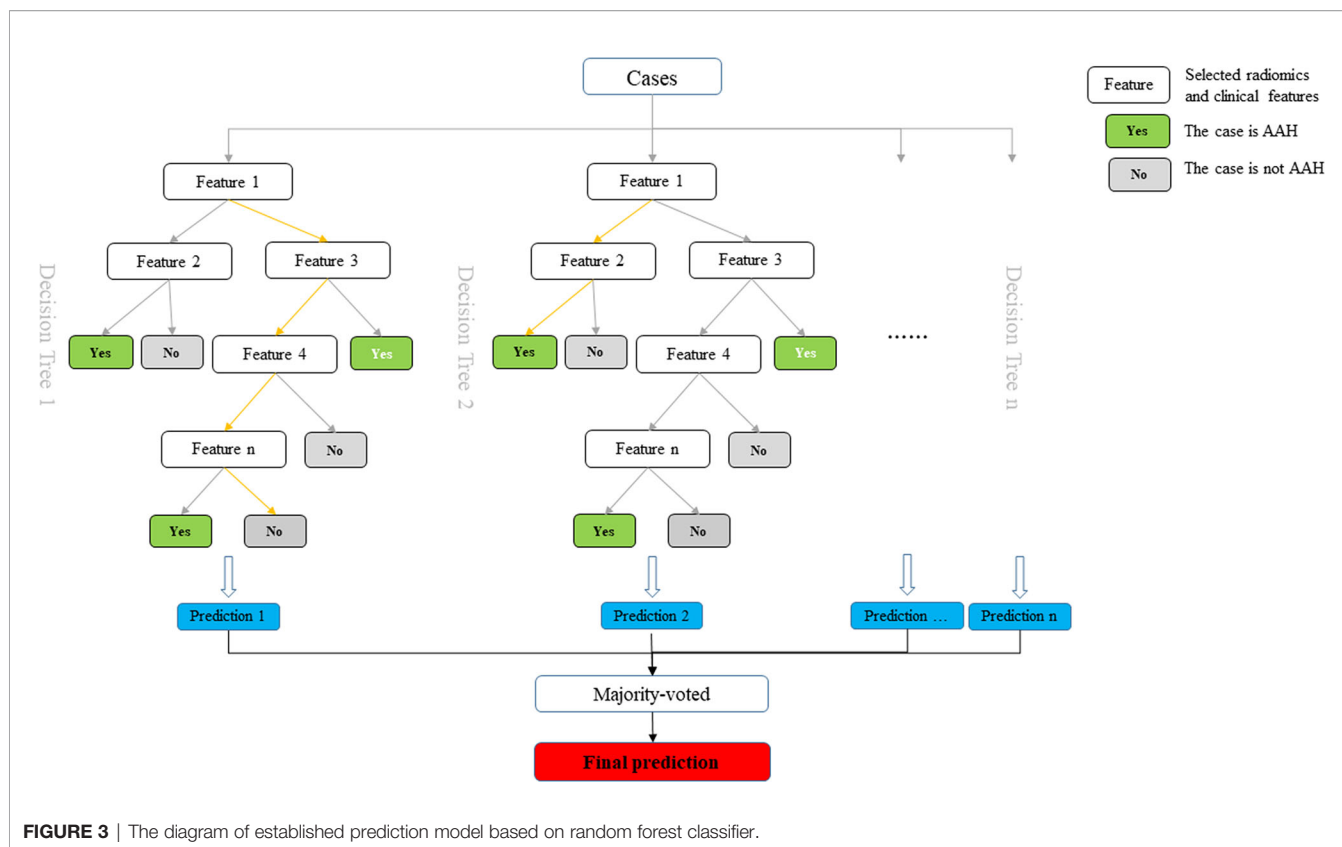 Cases
Feature
Selected radiomics
and clinical features
Yes
The case is AAH
No
The case is not AAH
Decision Tree 1
Feature 1
Feature 2
Feature 3
Yes
No
Feature 4
Yes
Feature n
No
Yes
No
Decision Tree 2
Feature 1
Feature 2
Feature 3
Yes
No
Feature 4
Yes
Feature n
No
Yes
No
......
Decision Tree n
Prediction 1
Prediction 2
Prediction ...
Prediction n
Majority-voted
Final prediction
FIGURE 3 | The diagram of established prediction model based on random forest classifier.